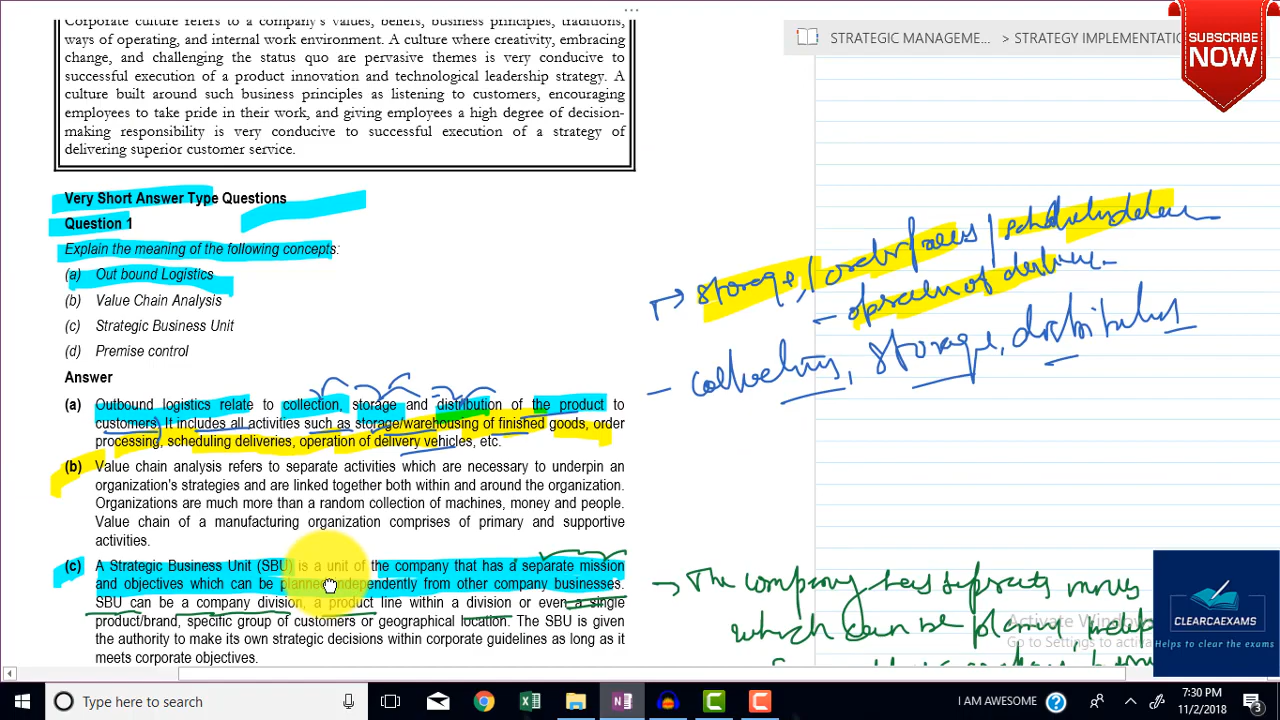 Corporate culture refers to a company's values, beliefs, business principles, traditions,
ways of operating, and internal work environment. A culture where creativity, embracing
change, and challenging the status quo are pervasive themes is very conducive to
successful execution of a product innovation and technological leadership strategy. A
culture built around such business principles as listening to customers, encouraging
employees to take pride in their work, and giving employees a high degree of decision-
making responsibility is very conducive to successful execution of a strategy of
delivering superior customer service.
Very Short Answer Type Questions
Question 1
Explain the meaning of the following concepts:
(a) Out bound Logistics
(b) Value Chain Analysis
(c) Strategic Business Unit
(d) Premise control
Answer
(a) Outbound logistics relate to collection, storage and distribution of the product to
customers. It includes all activities such as storage/warehousing of finished goods, order
processing, scheduling deliveries, operation of delivery vehicles, etc.
(b) Value chain analysis refers to separate activities which are necessary to underpin an
organization's strategies and are linked together both within and around the organization.
Organizations are much more than a random collection of machines, money and people.
Value chain of a manufacturing organization comprises of primary and supportive
activities.
(c) A Strategic Business Unit (SBU) is a unit of the company that has a separate mission
and objectives which can be planned independently from other company businesses.
SBU can be a company division, a product line within a division or even a single
product/brand, specific group of customers or geographical location. The SBU is given
the authority to make its own strategic decisions within corporate guidelines as long as it
meets corporate objectives.
STRATEGIC MANAGEME... > STRATEGY IMPLEMENTATIO
SUBSCRIBE
NOW
storage,
collecting, storage, distribution
The company has separate
which can be
Activate Windows
Go to Settings to activa
CLEARCAEXAMS
Helps to clear the exams
Type here to search
I AM AWESOME
7:30 PM
11/2/2018
3